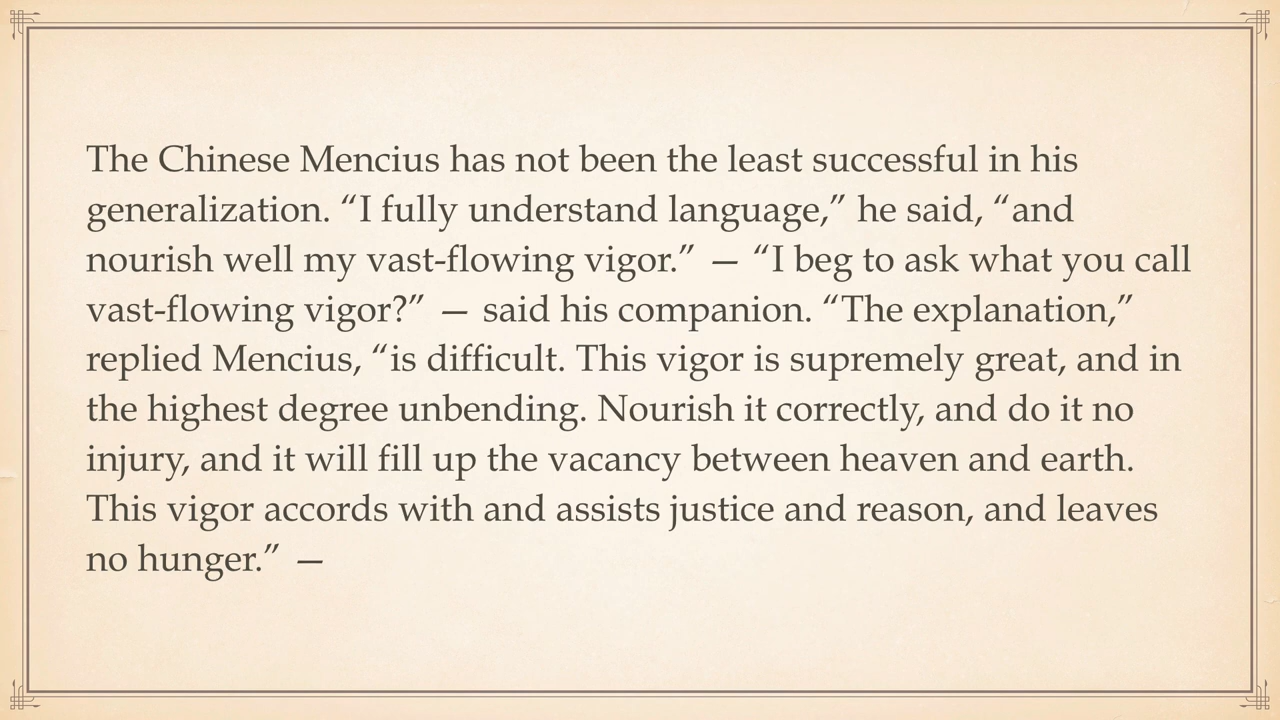 The Chinese Mencius has not been the least successful in his
generalization. “I fully understand language,” he said, “and
nourish well my vast-flowing vigor.” — “I beg to ask what you call
vast-flowing vigor?” — said his companion. “The explanation,”
replied Mencius, “is difficult. This vigor is supremely great, and in
the highest degree unbending. Nourish it correctly, and do it no
injury, and it will fill up the vacancy between heaven and earth.
This vigor accords with and assists justice and reason, and leaves
no hunger.” —